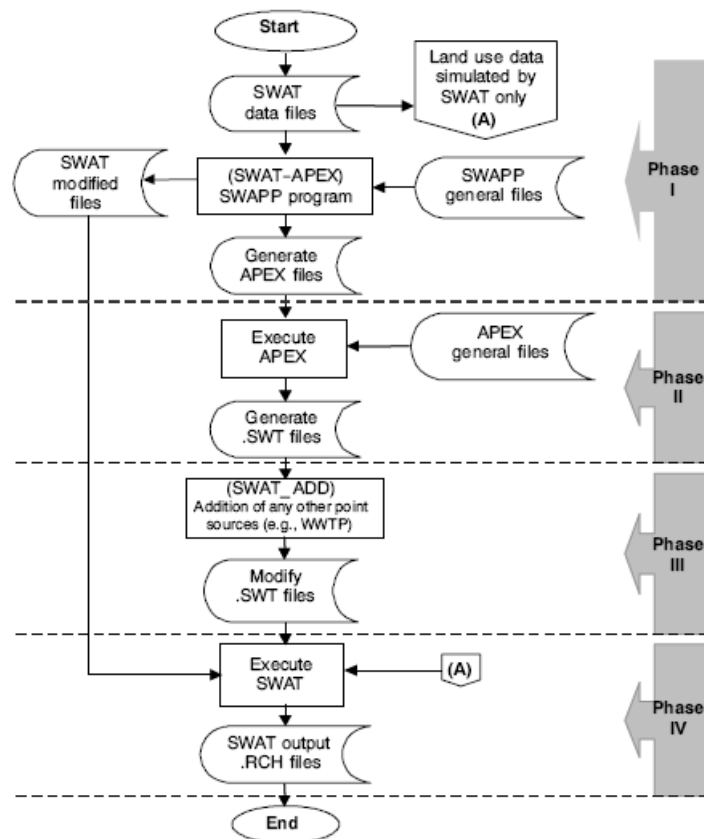 Start
SWAT
data files
Land use data
simulated by
SWAT only
(A)
SWAT
modified
files
(SWAT-APEX)
SWAPP program
SWAPP
general files
Phase
I
Generate
APEX files
Execute
APEX
APEX
general files
Phase
II
Generate
.SWT files
(SWAT_ADD)
Addition of any other point
sources (e.g., WWTP)
Phase
III
Modify
.SWT files
Execute
SWAT
(A)
Phase
IV
SWAT output
.RCH files
End